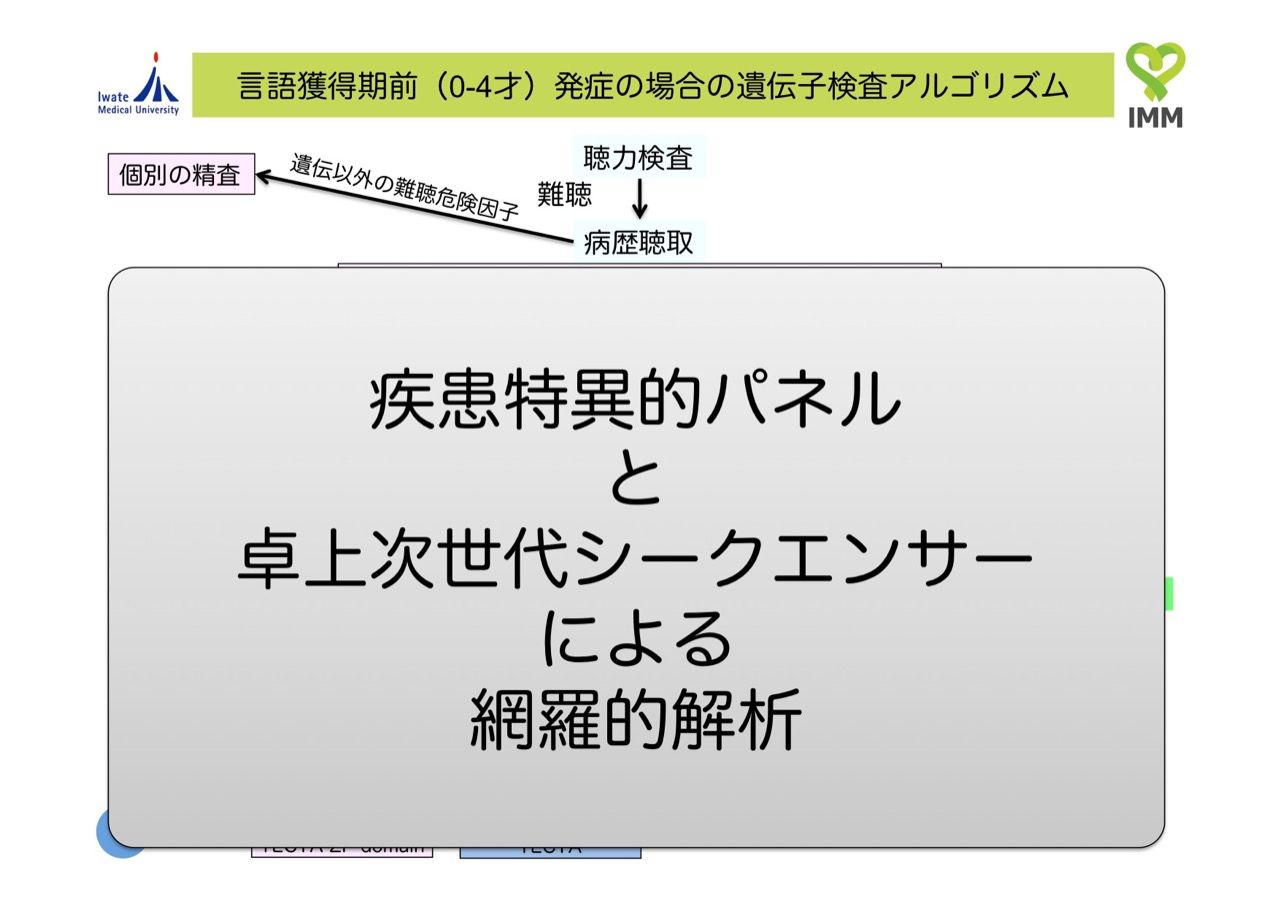 Iwate
Medical University
言語獲得期前（0-4才）発症の場合の遺伝子検査アルゴリズム
IMM
聴力検査
個別の精査
遺伝以外の難聴危険因子
難聴
病歴聴取
疾患特異的パネル
と
卓上次世代シークエンサー
による
網羅的解析